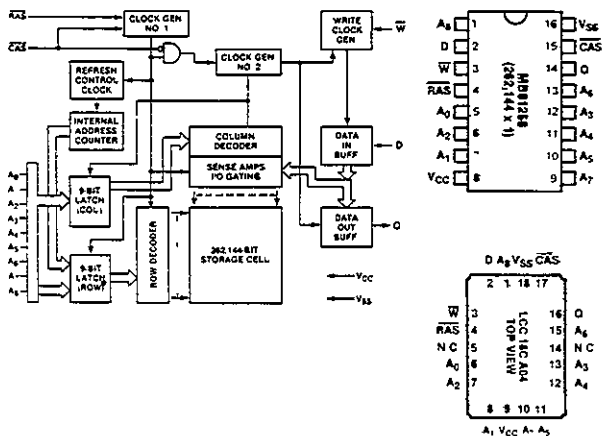 RAS
CAS
CLOCK GEN
NO 1
CLOCK GEN
NO 2
WRITE
CLOCK
GEN
W
REFRESH
CONTROL
CLOCK
INTERNAL
ADDRESS
COUNTER
COLUMN
DECODER
SENSE AMPS
I/O GATING
DATA
IN
BUFF
D
DATA
OUT
BUFF
Q
A0
A
A2
A3
A4
A5
A6
A
A8
9-BIT
LATCH
(COL)
9-BIT
LATCH
(ROW)
ROW DECODER
262,144-BIT
STORAGE CELL
VCC
VSS
A8 1 16 VSS
D 2 15 CAS
W 3 14 Q
RAS 4 13 A6
A0 5 12 A3
A2 6 11 A4
A1 7 10 A5
VCC 8 9 A7
MB81256
(262,144 x 1)
D A8 VSS CAS
2 1 18 17
W 3 16 Q
RAS 4 15 A6
NC 5 14 NC
A0 6 13 A3
A2 7 12 A4
LCC 18C A04
TOP VIEW
8 9 10 11
A1 VCC A7 A5